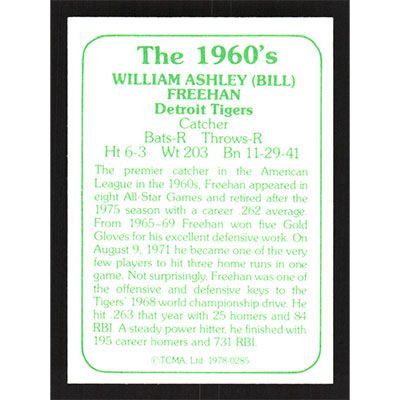 The 1960's
WILLIAM ASHLEY (BILL)
FREEHAN
Detroit Tigers
Catcher
Bats-R Throws-R
Ht 6-3 Wt 203 Bn 11-29-41
The premier catcher in the American
League in the 1960s, Freehan appeared in
eight All-Star Games and retired after the
1975 season with a career .262 average.
From 1965-69 Freehan won five Gold
Gloves for his excellent defensive work. On
August 9, 1971 he became one of the very
few players to hit three home runs in one
game. Not surprisingly, Freehan was one of
the offensive and defensive keys to the
Tigers' 1968 world championship drive. He
hit .263 that year with 25 homers and 84
RBI. A steady power hitter, he finished with
195 career homers and 731 RBI.
©TCMA, Ltd 1978-0285